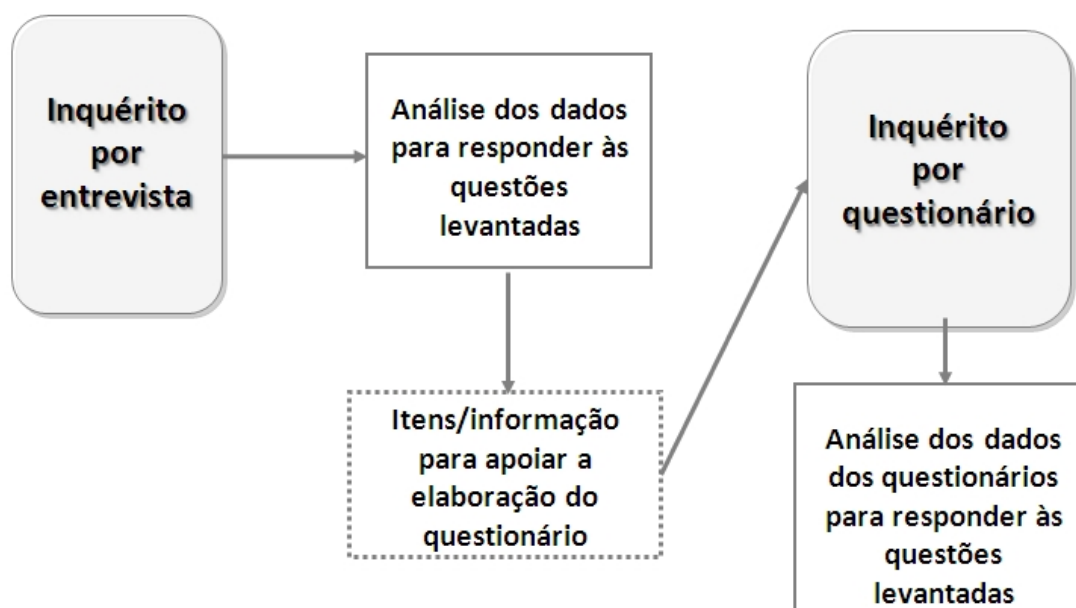 Inquérito
por
entrevista
Análise dos dados
para responder às
questões
levantadas
Itens/informação
para apoiar a
elaboração do
questionário
Inquérito
por
questionário
Análise dos dados
dos questionários
para responder às
questões
levantadas